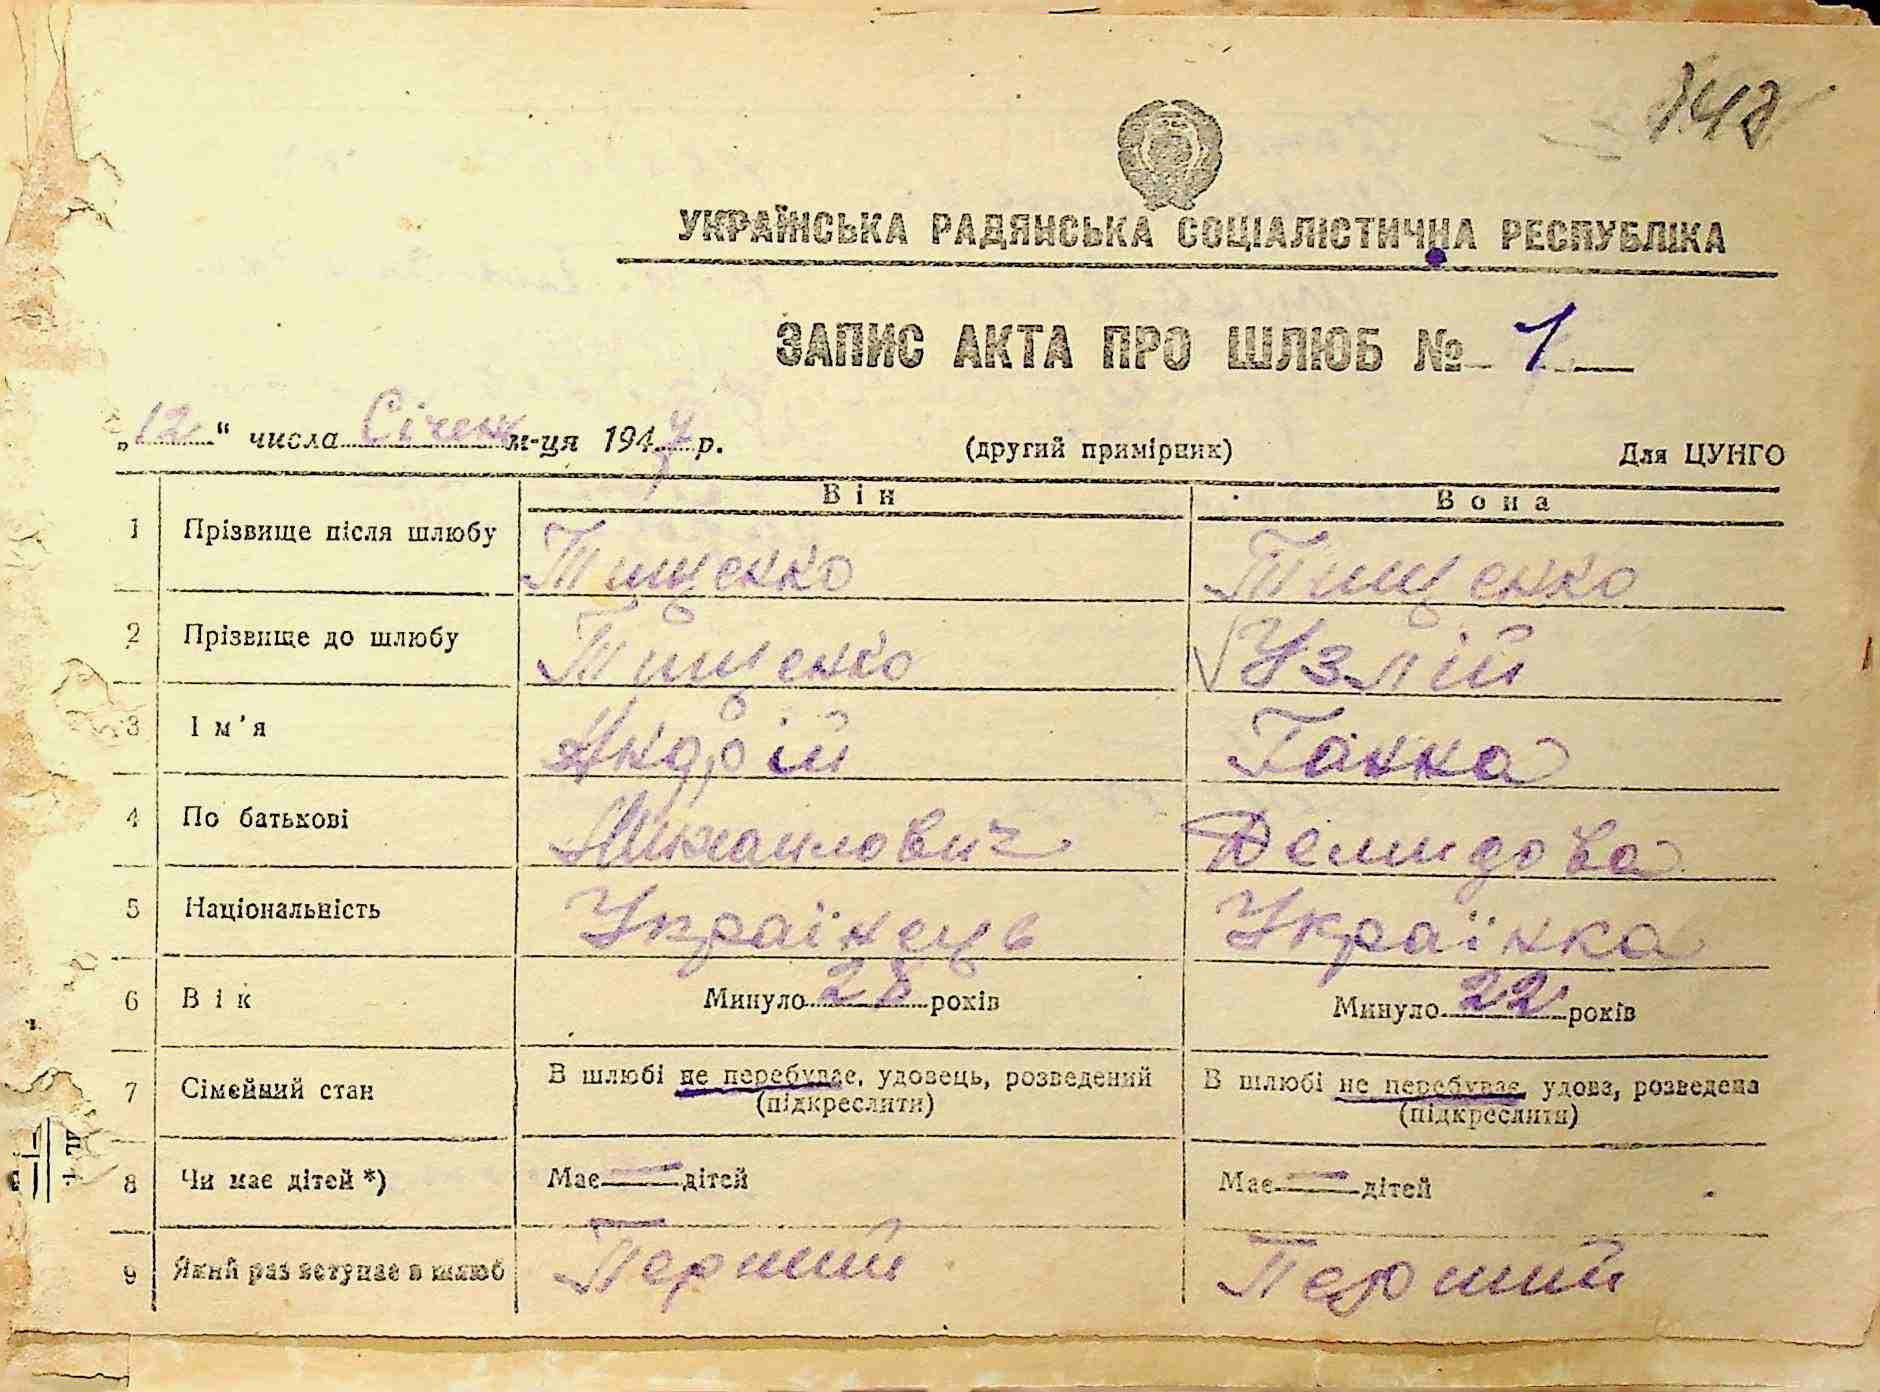 УКРАЇНСЬКА РАДЯНСЬКА СОЦІАЛІСТИЧНА РЕСПУБЛІКА
ЗАПИС АКТА ПРО ШЛЮБ № 1
„12“ числа Січень м-ця 1947 р. (другий примірник) Для ЦУНГО
Він Вона
1 Прізвище після шлюбу Тищенко Тищенко
2 Прізвище до шлюбу Тищенко Узлій
3 Ім'я Андрій Ганна
4 По батькові Михаилович Демидова
5 Національність Українець Українка
6 Вік Минуло 28 років Минуло 22 років
7 Сімейний стан В шлюбі не перебуває, удовець, розведений (підкреслити) В шлюбі не перебуває, удова, розведена (підкреслити)
8 Чи має дітей *) Має — дітей Має — дітей
9 Який раз вступає в шлюб Перший Перший